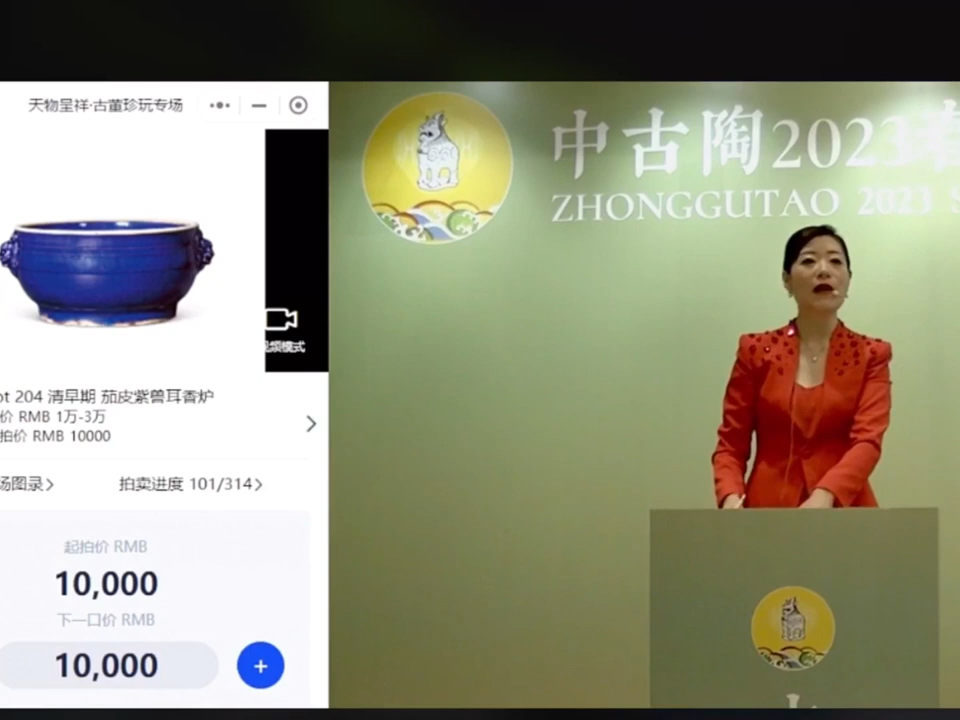 天物呈祥·古董珍玩专场
视频模式
ot 204 清早期 茄皮紫兽耳香炉
价 RMB 1万-3万
拍价 RMB 10000
场图录
拍卖进度 101/314
起拍价 RMB
10,000
下一口价 RMB
10,000
中古陶2023春
ZHONGGUTAO 2023 S